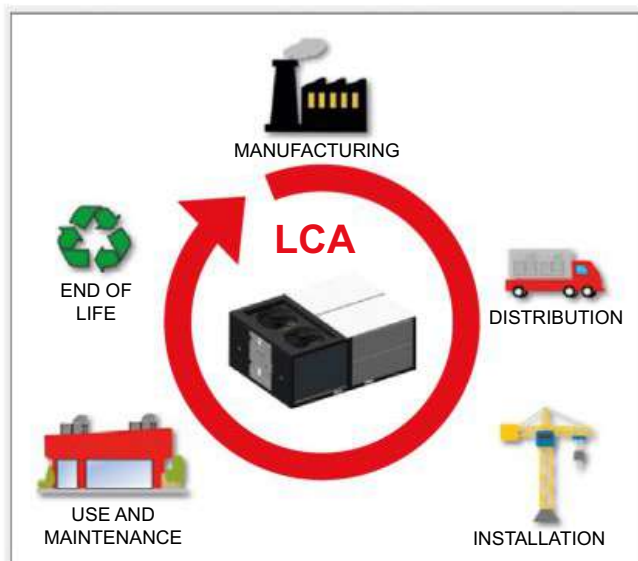 MANUFACTURING
LCA
END OF
LIFE
DISTRIBUTION
USE AND
MAINTENANCE
INSTALLATION